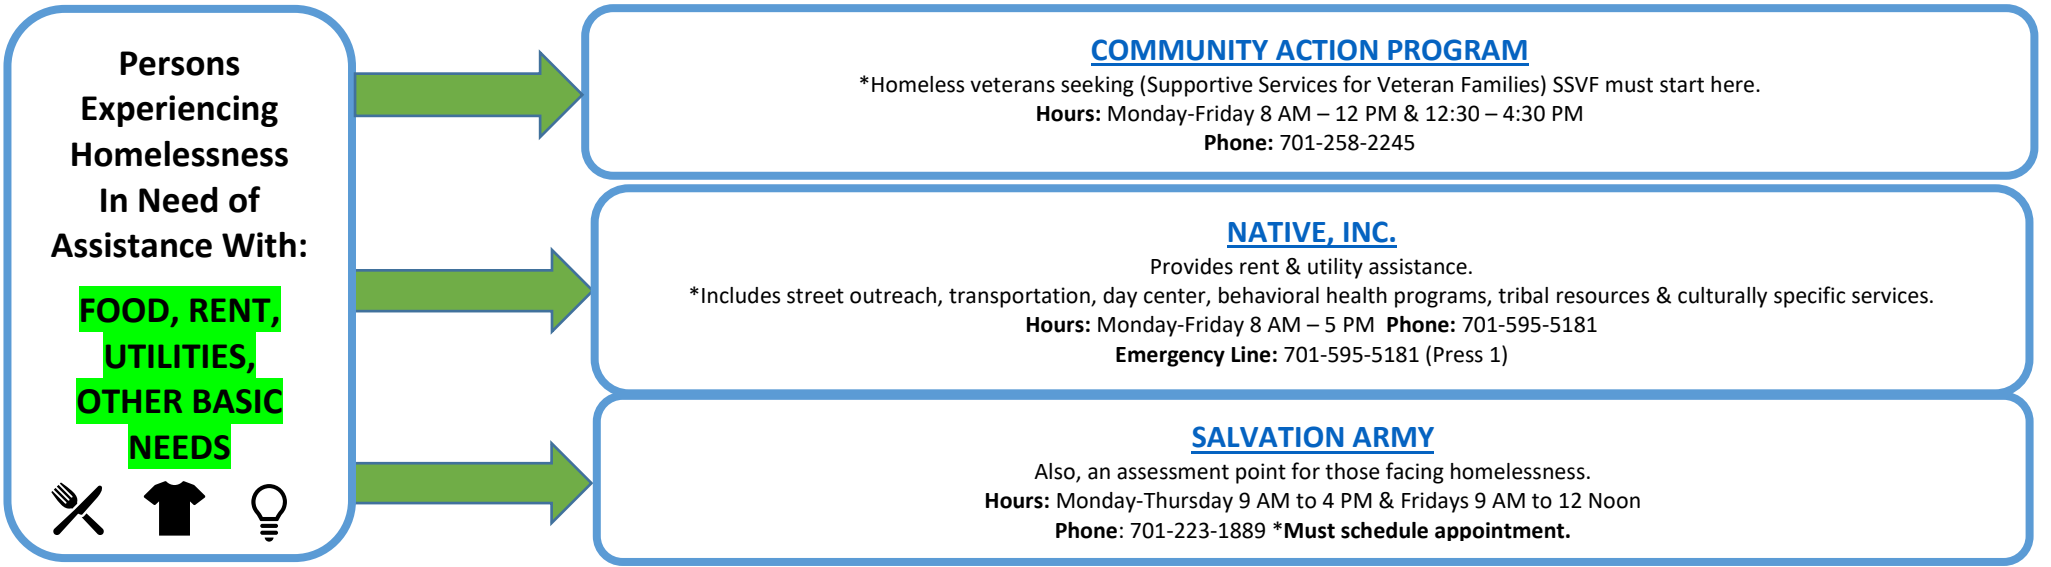 Persons
Experiencing
Homelessness
In Need of
Assistance With:
FOOD, RENT,
UTILITIES,
OTHER BASIC
NEEDS
COMMUNITY ACTION PROGRAM
*Homeless veterans seeking (Supportive Services for Veteran Families) SSVF must start here.
Hours: Monday-Friday 8 AM – 12 PM & 12:30 – 4:30 PM
Phone: 701-258-2245
NATIVE, INC.
Provides rent & utility assistance.
*Includes street outreach, transportation, day center, behavioral health programs, tribal resources & culturally specific services.
Hours: Monday-Friday 8 AM – 5 PM Phone: 701-595-5181
Emergency Line: 701-595-5181 (Press 1)
SALVATION ARMY
Also, an assessment point for those facing homelessness.
Hours: Monday-Thursday 9 AM to 4 PM & Fridays 9 AM to 12 Noon
Phone: 701-223-1889 *Must schedule appointment.